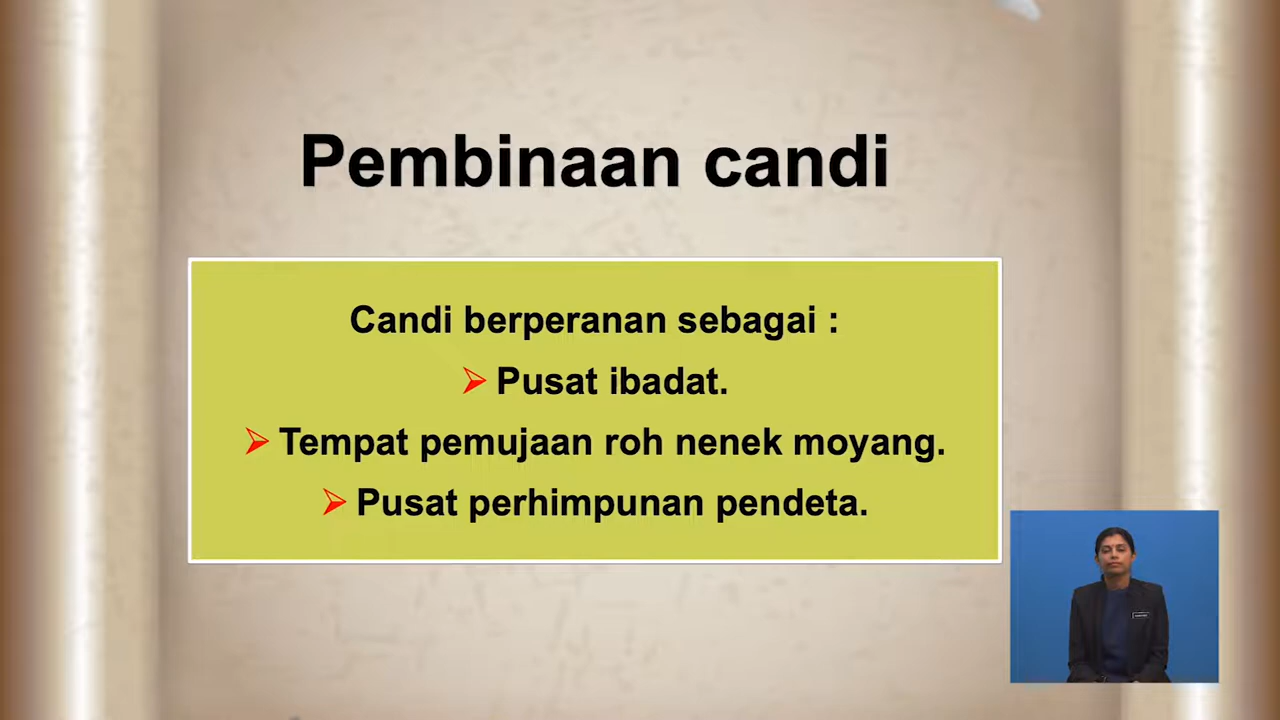 Pembinaan candi
Candi berperanan sebagai :
➢ Pusat ibadat.
➢ Tempat pemujaan roh nenek moyang.
➢ Pusat perhimpunan pendeta.